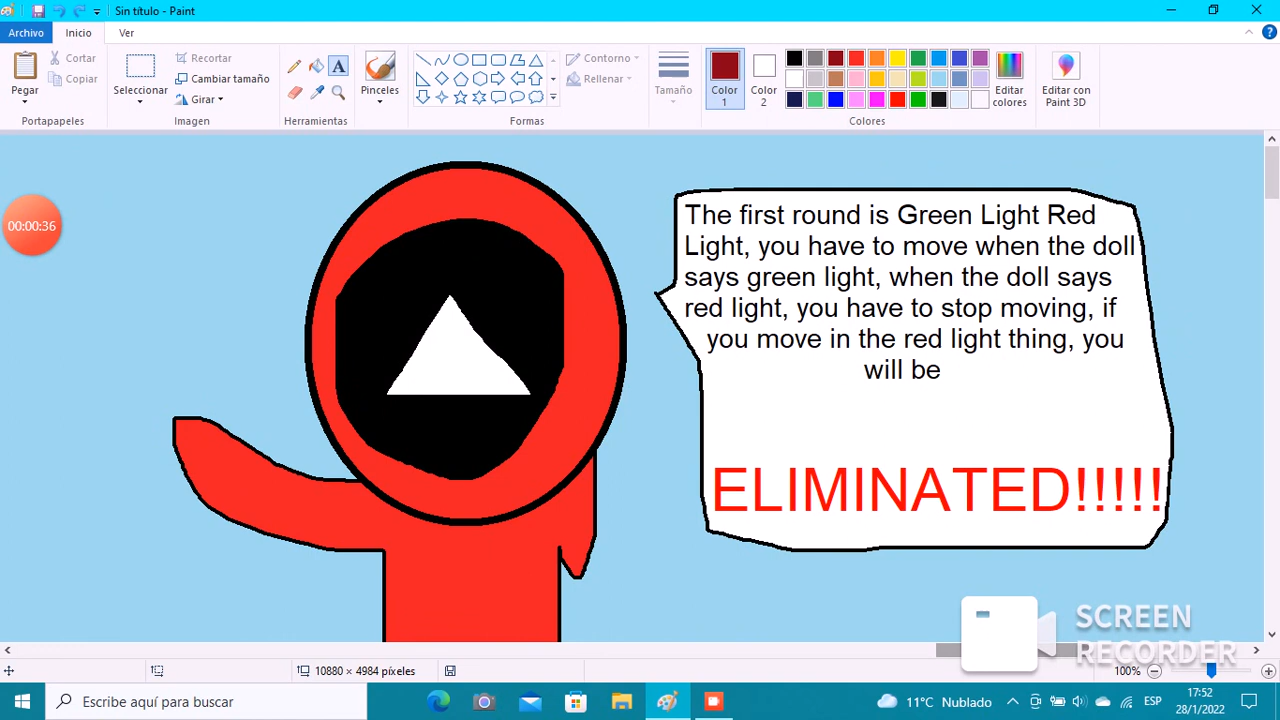 Sin título - Paint
Archivo
Inicio
Ver
Pegar
Cortar
Copiar
Portapapeles
Seleccionar
Recortar
Cambiar tamaño
Girar
Imagen
A
Herramientas
Pinceles
Contorno
Rellenar
Formas
Tamaño
Color 1
Color 2
Editar colores
Colores
Editar con Paint 3D
00:00:36
The first round is Green Light Red
Light, you have to move when the doll
says green light, when the doll says
red light, you have to stop moving, if
you move in the red light thing, you
will be
ELIMINATED!!!!!
SCREEN
RECORDER
10880 × 4984 píxeles
100%
Escribe aquí para buscar
11°C Nublado
ESP
17:52
28/1/2022